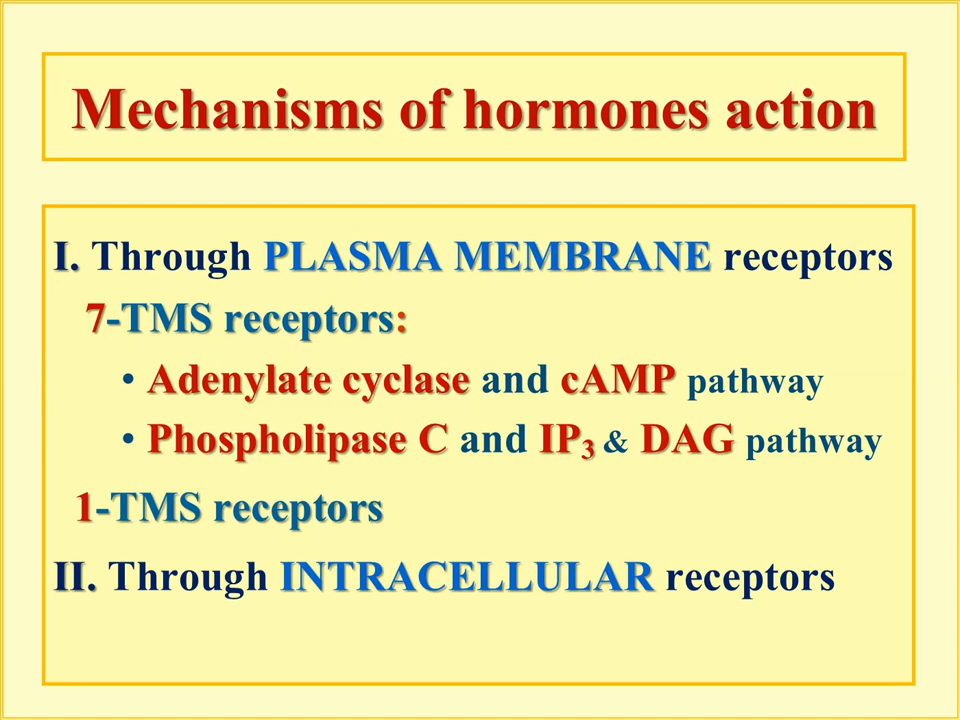 Mechanisms of hormones action
I. Through PLASMA MEMBRANE receptors
7-TMS receptors:
• Adenylate cyclase and cAMP pathway
• Phospholipase C and IP₃ & DAG pathway
1-TMS receptors
II. Through INTRACELLULAR receptors